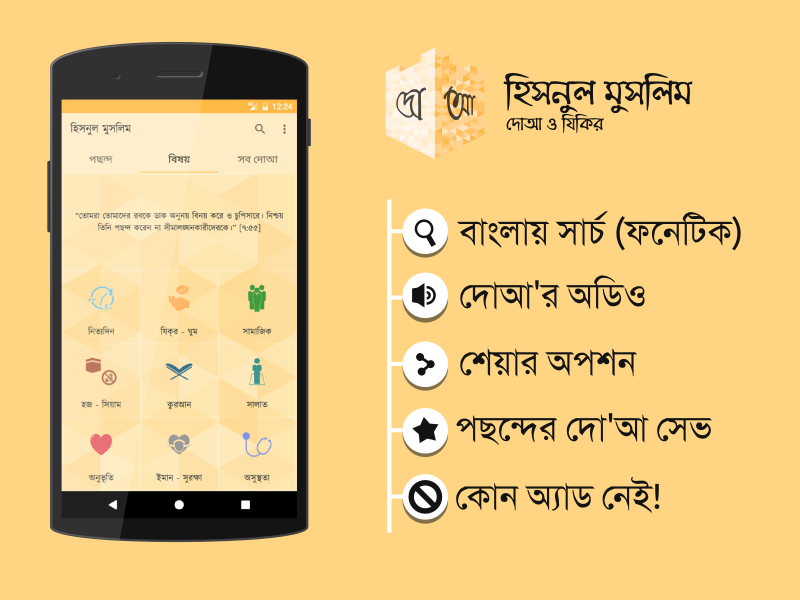 12:24
হিসনুল মুসলিম
পছন্দ
বিষয়
সব দোআ
“তোমরা তোমাদের রবকে ডাক অনুনয় বিনয় করে ও চুপিসারে। নিশ্চয়
তিনি পছন্দ করেন না সীমালঙ্ঘনকারীদেরকে।” [৭:৫৫]
নিত্যদিন
যিক্‌র - ঘুম
সামাজিক
হজ - সিয়াম
কুরআন
সালাত
অনুভূতি
ইমান - সুরক্ষা
অসুস্থতা
দো আ
হিসনুল মুসলিম
দোআ ও যিকির
বাংলায় সার্চ (ফনেটিক)
দোআ'র অডিও
শেয়ার অপশন
পছন্দের দো'আ সেভ
কোন অ্যাড নেই!